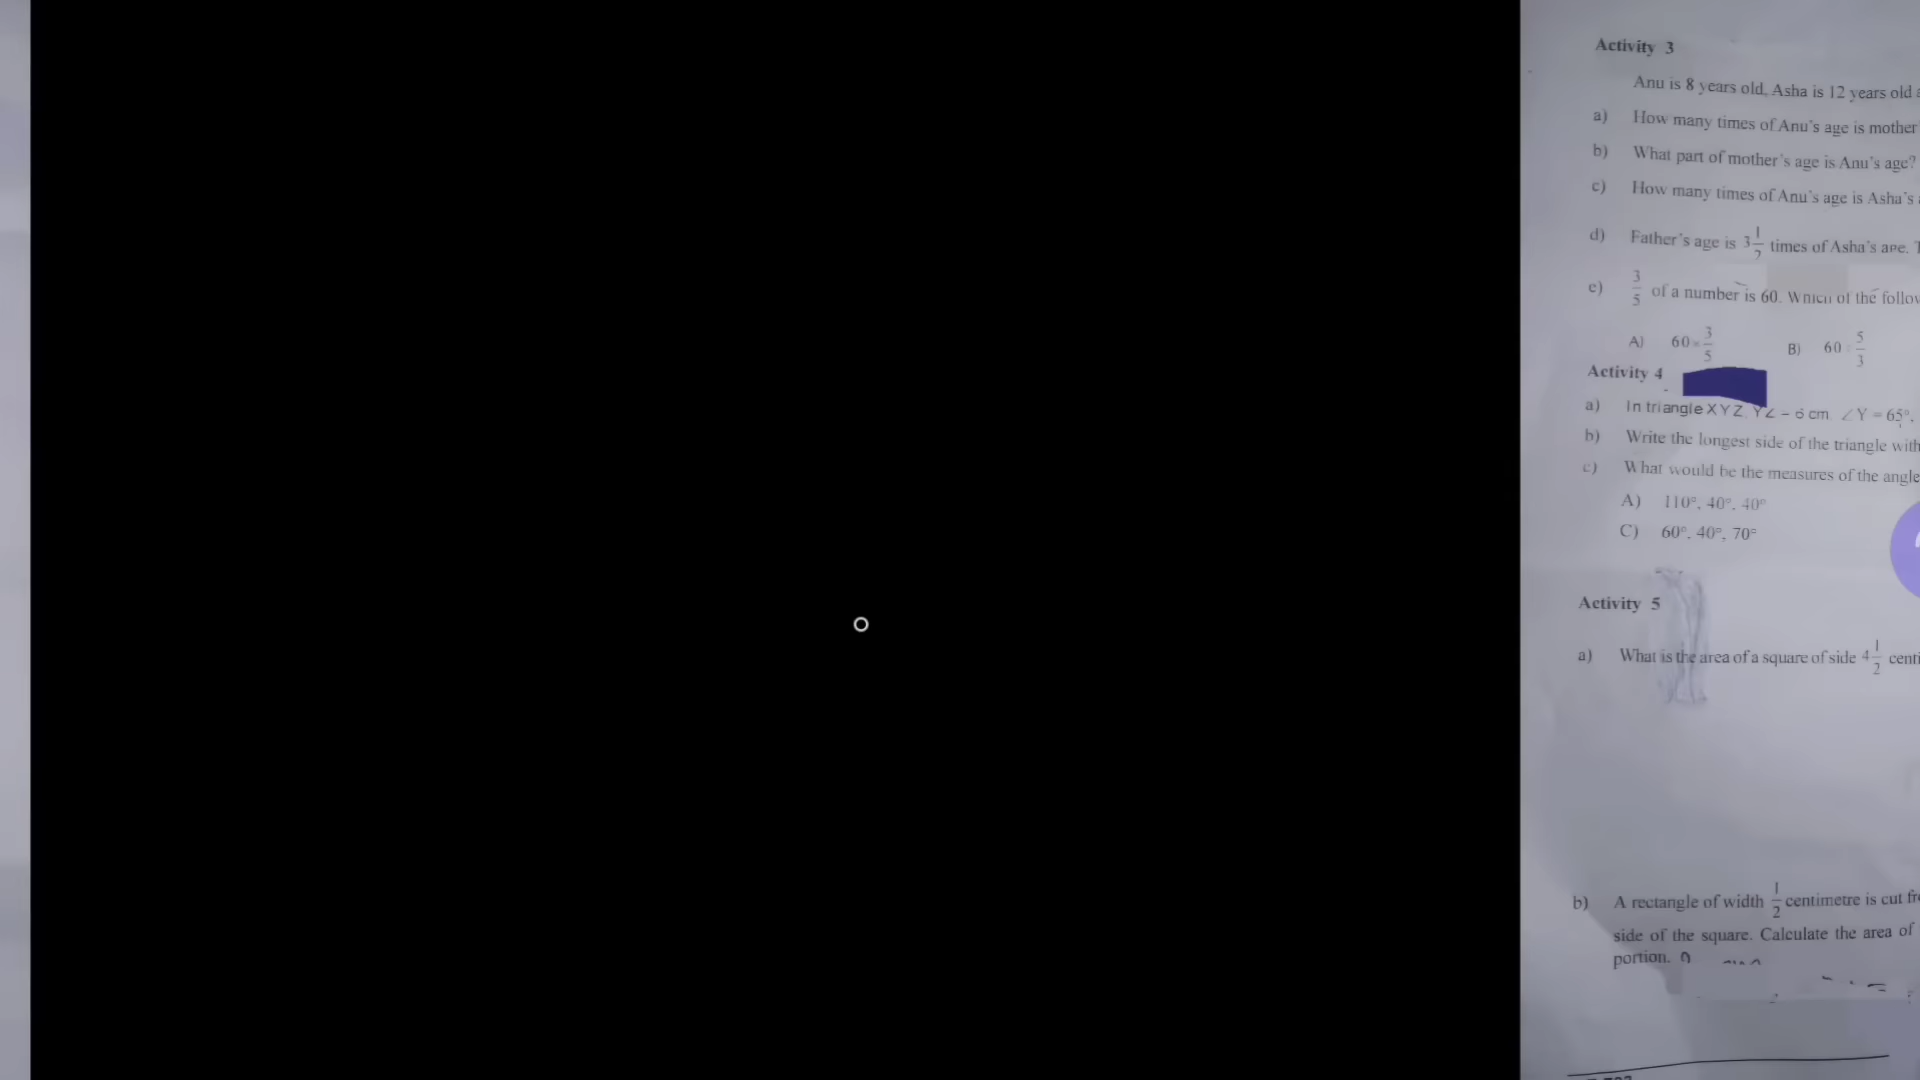 Activity 3
Anu is 8 years old, Asha is 12 years old
a) How many times of Anu's age is mother'
b) What part of mother's age is Anu's age?
c) How many times of Anu's age is Asha's
d) Father's age is 3 1/2 times of Asha's age.
e) 3/5 of a number is 60. Which of the follow
A) 60 × 3/5 B) 60 : 5/3
Activity 4
a) In triangle XYZ, YZ = 6 cm ∠Y = 65°,
b) Write the longest side of the triangle with
c) What would be the measures of the angle
A) 110°, 40°, 40°
C) 60°, 40°, 70°
Activity 5
a) What is the area of a square of side 4 1/2 centi
b) A rectangle of width 1/2 centimetre is cut fr
side of the square. Calculate the area of
portion.